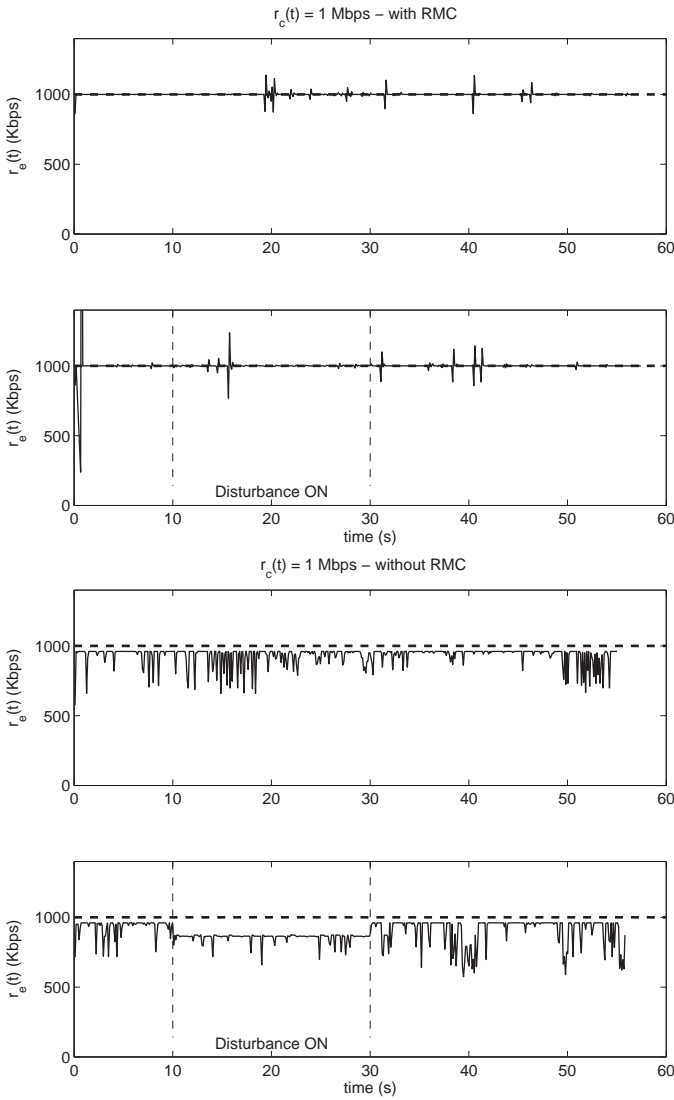 r_c(t) = 1 Mbps – with RMC
r_e(t) (Kbps)
1000
500
0
0 10 20 30 40 50 60
r_e(t) (Kbps)
1000
500
0
Disturbance ON
0 10 20 30 40 50 60
time (s)
r_c(t) = 1 Mbps – without RMC
r_e(t) (Kbps)
1000
500
0
0 10 20 30 40 50 60
r_e(t) (Kbps)
1000
500
0
Disturbance ON
0 10 20 30 40 50 60
time (s)